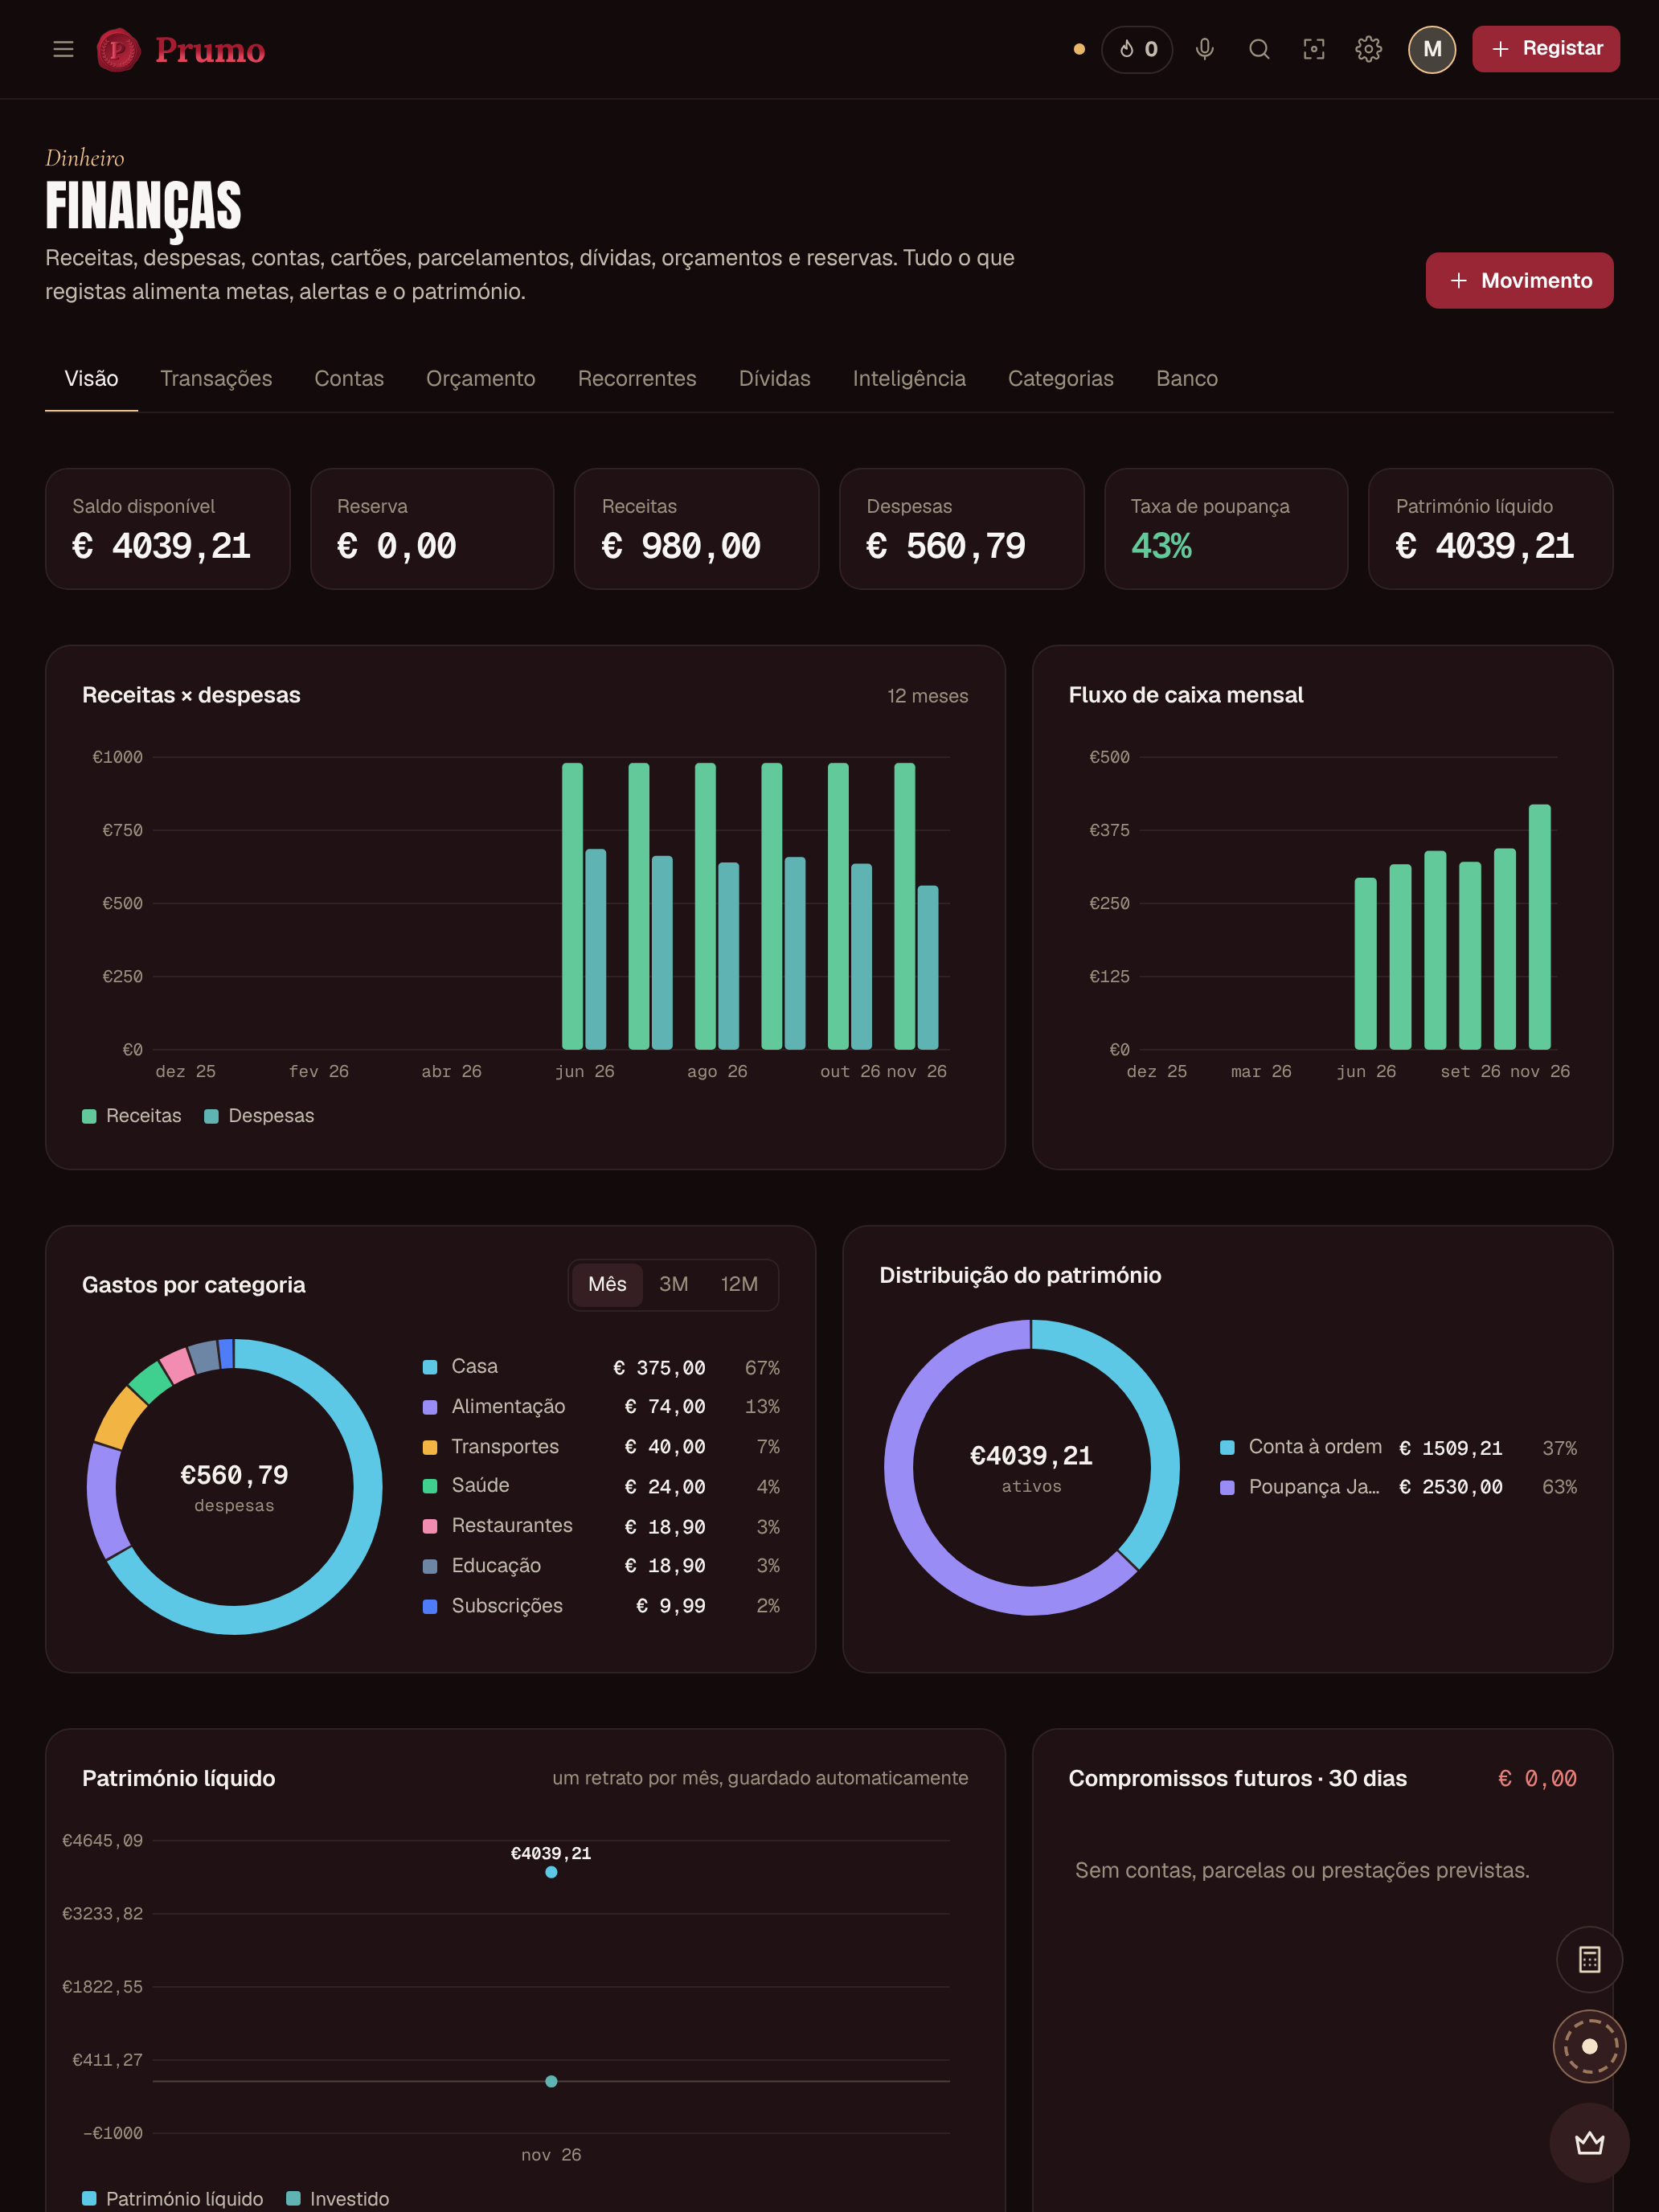 Prumo
0
M
+ Registar
Dinheiro
FINANÇAS
Receitas, despesas, contas, cartões, parcelamentos, dívidas, orçamentos e reservas. Tudo o que
registas alimenta metas, alertas e o património.
+ Movimento
Visão Transações Contas Orçamento Recorrentes Dívidas Inteligência Categorias Banco
Saldo disponível
€ 4039,21
Reserva
€ 0,00
Receitas
€ 980,00
Despesas
€ 560,79
Taxa de poupança
43%
Património líquido
€ 4039,21
Receitas × despesas
12 meses
€1000
€750
€500
€250
€0
dez 25 fev 26 abr 26 jun 26 ago 26 out 26 nov 26
Receitas Despesas
Fluxo de caixa mensal
€500
€375
€250
€125
€0
dez 25 mar 26 jun 26 set 26 nov 26
Gastos por categoria
Mês 3M 12M
€560,79
despesas
Casa € 375,00 67%
Alimentação € 74,00 13%
Transportes € 40,00 7%
Saúde € 24,00 4%
Restaurantes € 18,90 3%
Educação € 18,90 3%
Subscrições € 9,99 2%
Distribuição do património
€4039,21
ativos
Conta à ordem € 1509,21 37%
Poupança Ja… € 2530,00 63%
Património líquido
um retrato por mês, guardado automaticamente
€4645,09
€4039,21
€3233,82
€1822,55
€411,27
−€1000
nov 26
Património líquido Investido
Compromissos futuros · 30 dias
€ 0,00
Sem contas, parcelas ou prestações previstas.